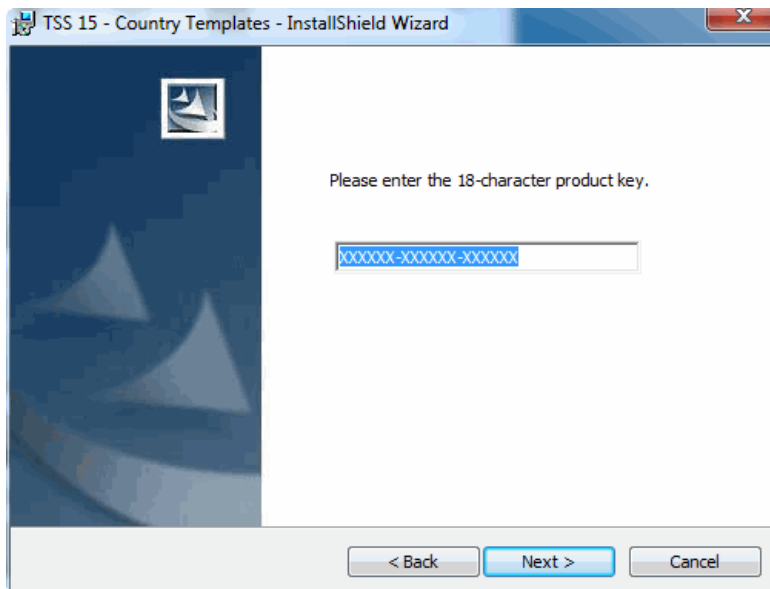 TSS 15 - Country Templates - InstallShield Wizard
Please enter the 18-character product key.
XXXXXX-XXXXXX-XXXXXX
< Back
Next >
Cancel